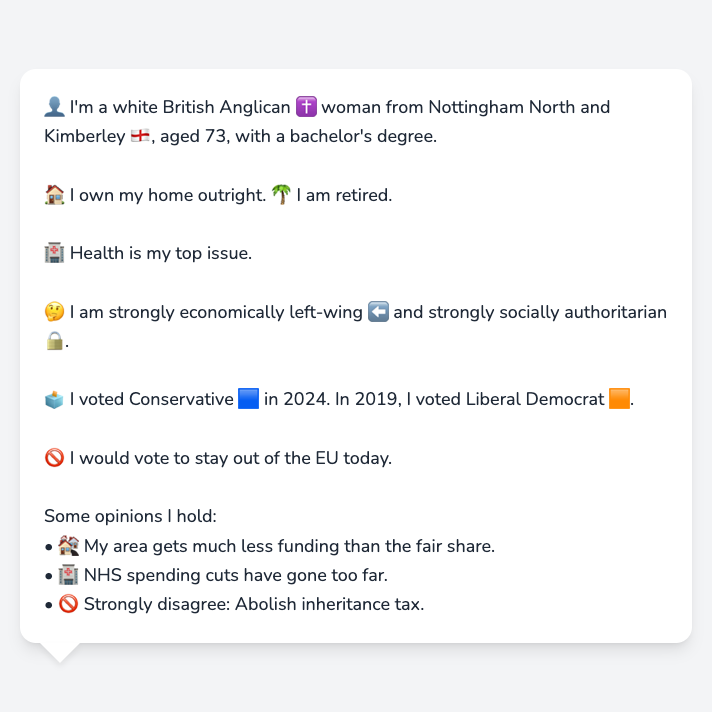 👤 I'm a white British Anglican ✝️ woman from Nottingham North and
Kimberley 🏴󠁧󠁢󠁥󠁮󠁧󠁿, aged 73, with a bachelor's degree.
🏠 I own my home outright. 🌴 I am retired.
🏥 Health is my top issue.
🤔 I am strongly economically left-wing ⬅️ and strongly socially authoritarian
🔒.
🗳️ I voted Conservative 🟦 in 2024. In 2019, I voted Liberal Democrat 🟧.
🚫 I would vote to stay out of the EU today.
Some opinions I hold:
• 🏚️ My area gets much less funding than the fair share.
• 🏥 NHS spending cuts have gone too far.
• 🚫 Strongly disagree: Abolish inheritance tax.